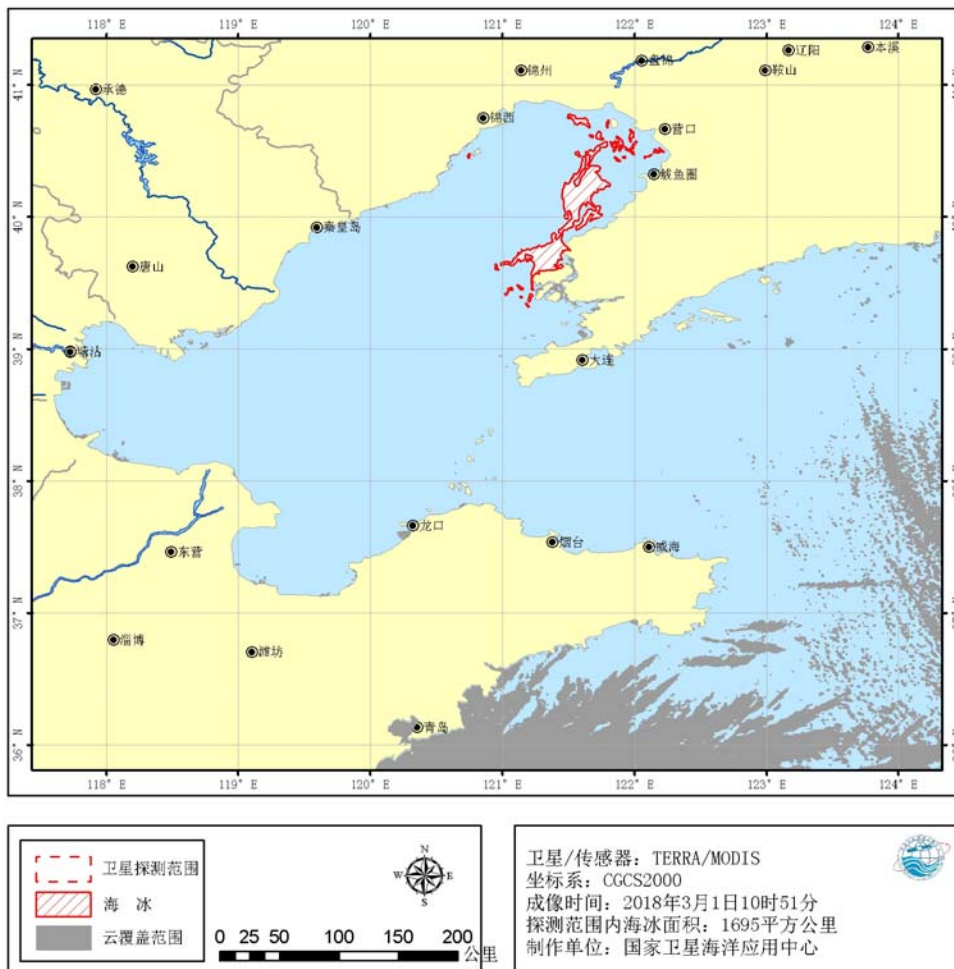 118° E 119° E 120° E 121° E 122° E 123° E 124° E
41° N
40° N
39° N
38° N
37° N
36° N
辽阳
本溪
盘锦
锦州
鞍山
承德
锦西
营口
鲅鱼圈
秦皇岛
唐山
塘沽
大连
龙口
烟台
威海
东营
淄博
潍坊
青岛
118° E 119° E 120° E 121° E 122° E 123° E 124° E
卫星探测范围
海 冰
云覆盖范围
N
W E
S
0 25 50 100 150 200
公里
卫星/传感器: TERRA/MODIS
坐标系: CGCS2000
成像时间: 2018年3月1日10时51分
探测范围内海冰面积: 1695平方公里
制作单位: 国家卫星海洋应用中心